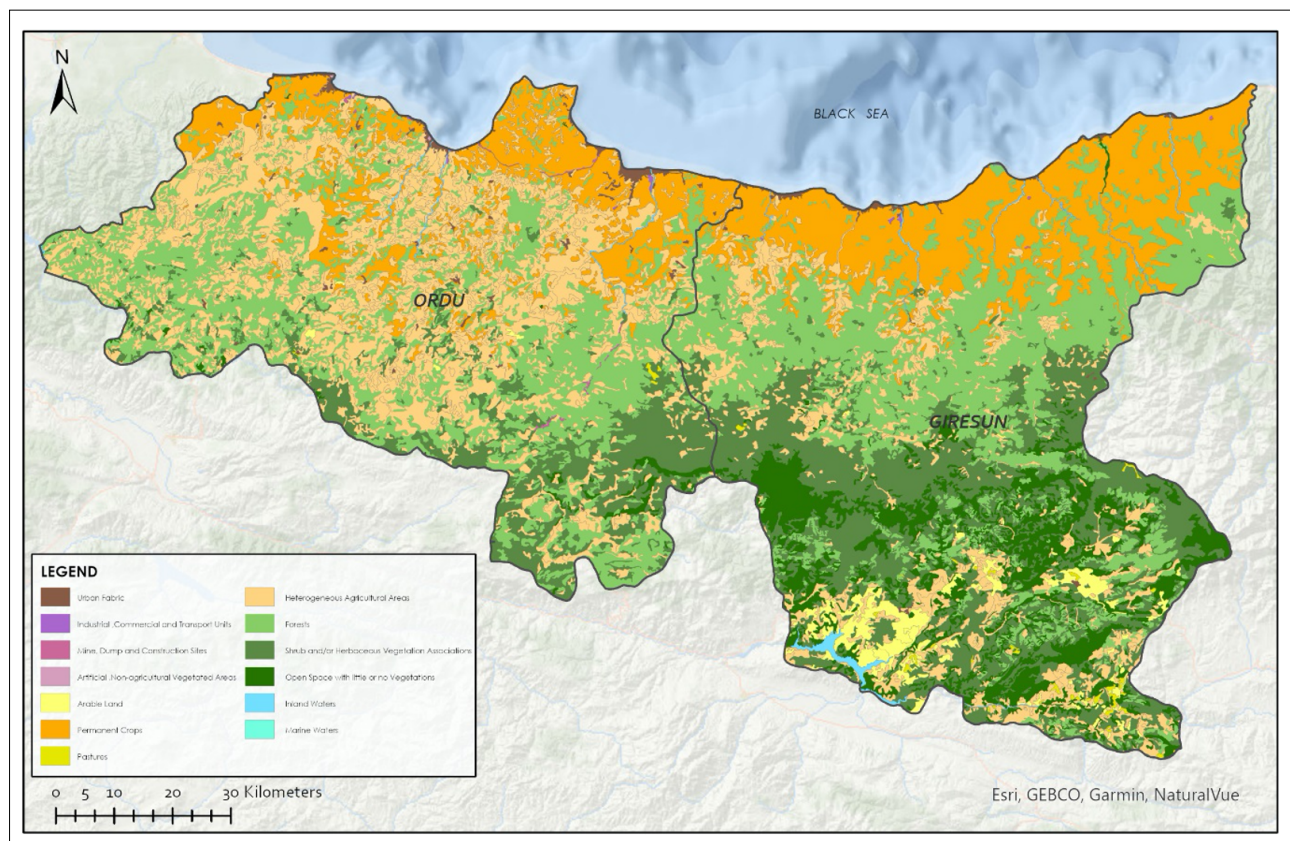 N
BLACK SEA
ORDU
GIRESUN
LEGEND
Urban Fabric
Industrial ,Commercial and Transport Units
Mine, Dump and Construction Sites
Artificial ,Non-agricultural Vegetated Areas
Arable Land
Permanent Crops
Pastures
Heterogeneous Agricultural Areas
Forests
Shrub and/or Herbaceous Vegetation Associations
Open Space with little or no Vegetations
Inland Waters
Marine Waters
0 5 10 20 30 Kilometers
Esri, GEBCO, Garmin, NaturalVue